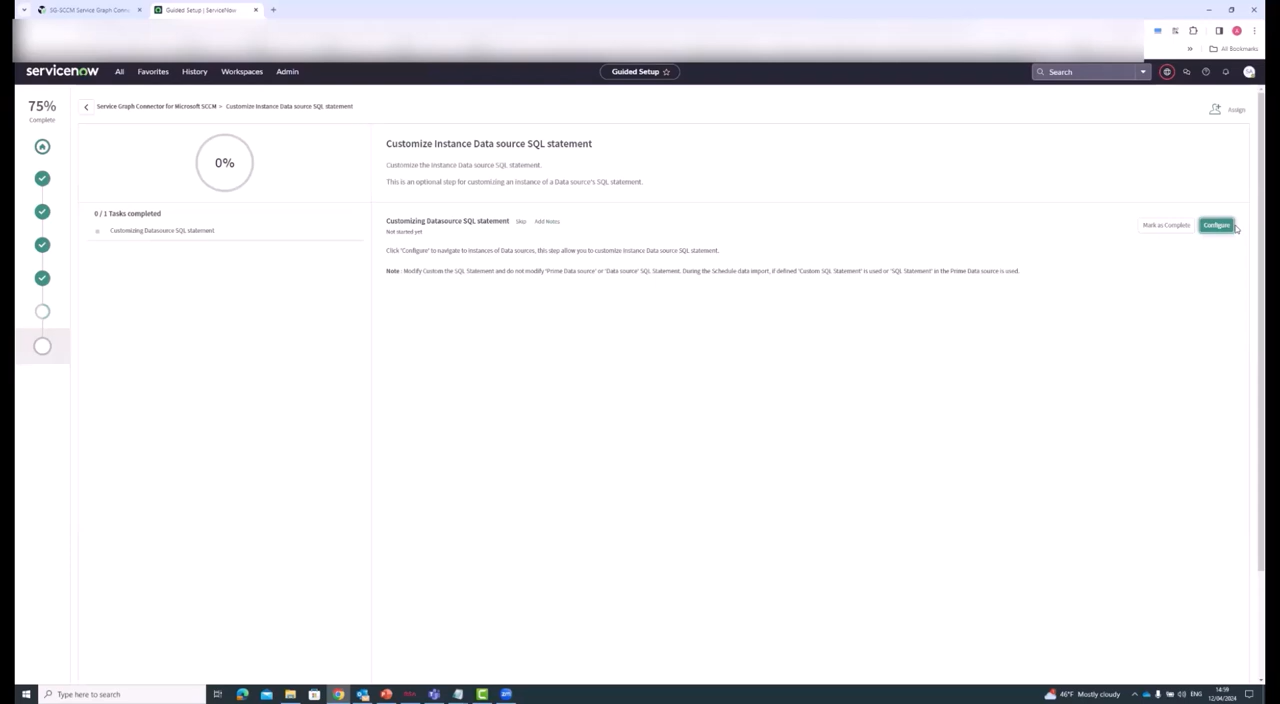 SG-SCCM Service Graph Conn
Guided Setup | ServiceNow
All Bookmarks
servicenow
All
Favorites
History
Workspaces
Admin
Guided Setup
Search
75%
Complete
Service Graph Connector for Microsoft SCCM > Customize Instance Data source SQL statement
Assign
0%
Customize Instance Data source SQL statement
Customize the Instance Data source SQL statement.
This is an optional step for customizing an instance of a Data source's SQL statement.
0 / 1 Tasks completed
Customizing Datasource SQL statement
Customizing Datasource SQL statement Skip Add Notes
Not started yet
Mark as Complete
Configure
Click 'Configure' to navigate to instances of Data sources, this step allow you to customize Instance Data source SQL statement.
Note : Modify Custom the SQL Statement and do not modify 'Prime Data source' or 'Data source' SQL Statement. During the Schedule data import, if defined 'Custom SQL Statement' is used or 'SQL Statement' in the Prime Data source is used.
Type here to search
46°F Mostly cloudy
ENG
14:59
12/04/2024